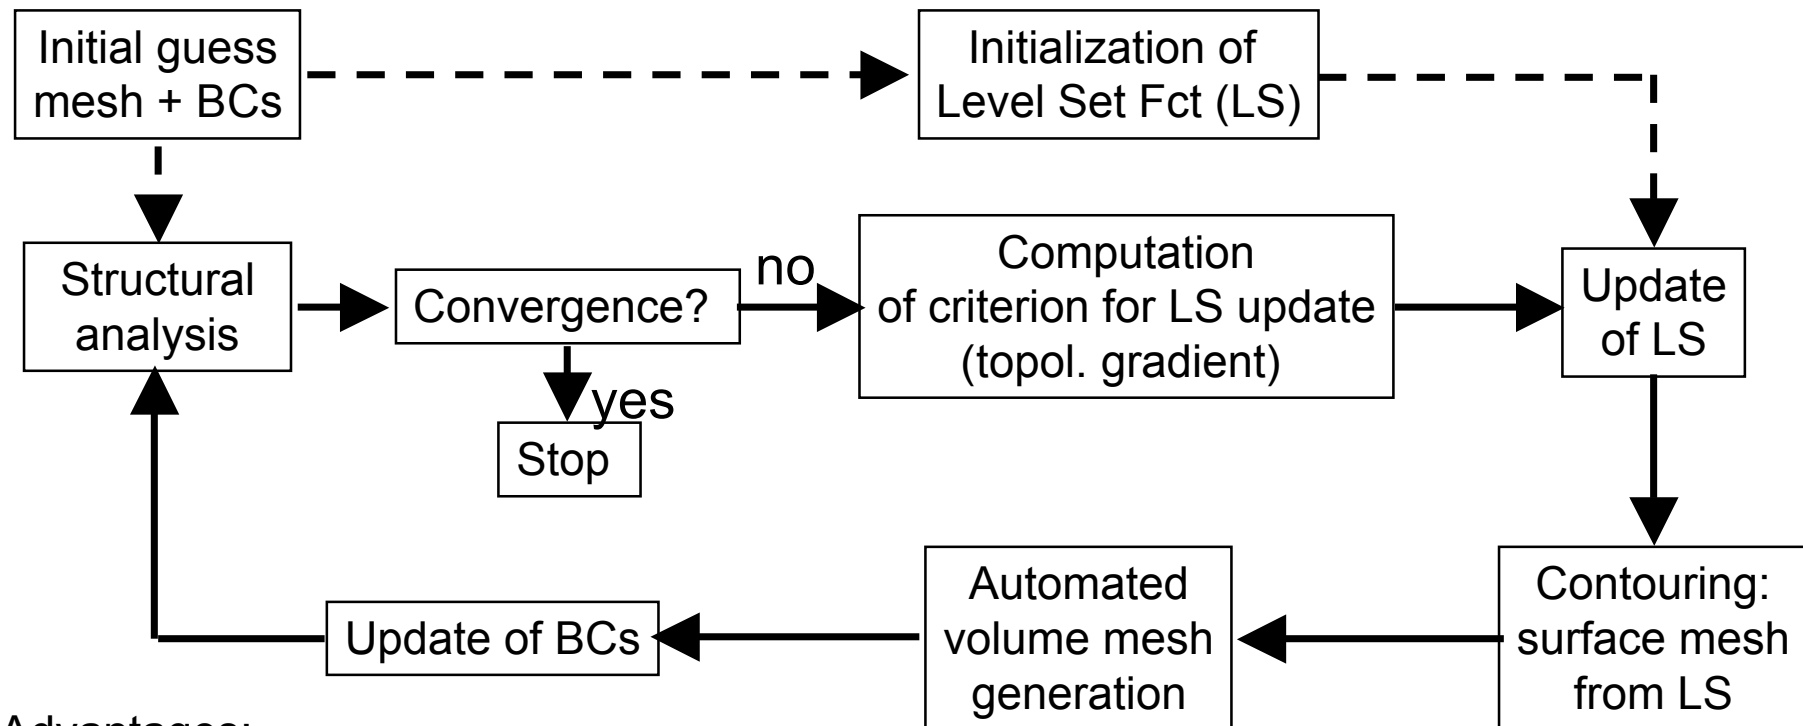 Initial guess
mesh + BCs
Initialization of
Level Set Fct (LS)
Structural
analysis
Convergence?
no
yes
Stop
Computation
of criterion for LS update
(topol. gradient)
Update
of LS
Contouring:
surface mesh
from LS
Automated
volume mesh
generation
Update of BCs
Advantages: